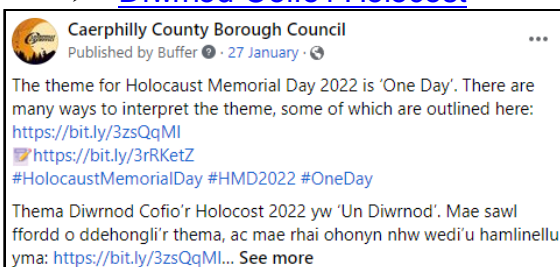 Diwrnod Cofio'r Holocost
Caerphilly County Borough Council
Published by Buffer · 27 January ·
The theme for Holocaust Memorial Day 2022 is 'One Day'. There are
many ways to interpret the theme, some of which are outlined here:
https://bit.ly/3zsQqMI
https://bit.ly/3rRKetZ
#HolocaustMemorialDay #HMD2022 #OneDay
Thema Diwrnod Cofio'r Holocost 2022 yw 'Un Diwrnod'. Mae sawl
ffordd o ddehongli'r thema, ac mae rhai ohonyn nhw wedi'u hamlinellu
yma: https://bit.ly/3zsQqMI... See more